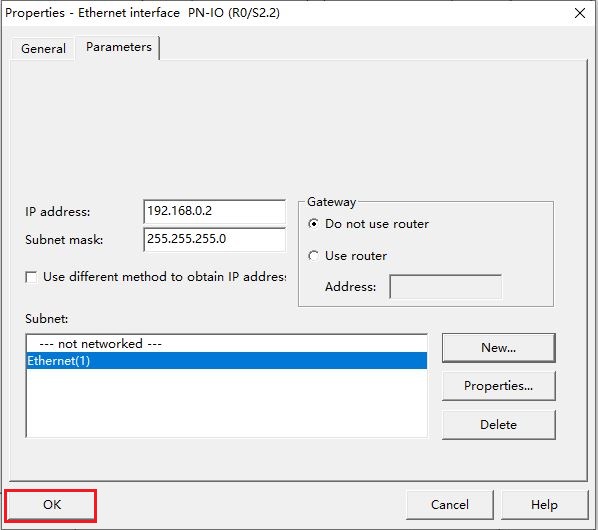 Properties - Ethernet interface PN-IO (R0/S2.2)
General
Parameters
IP address:
192.168.0.2
Subnet mask:
255.255.255.0
Use different method to obtain IP address
Gateway
Do not use router
Use router
Address:
Subnet:
--- not networked ---
Ethernet(1)
New...
Properties...
Delete
OK
Cancel
Help